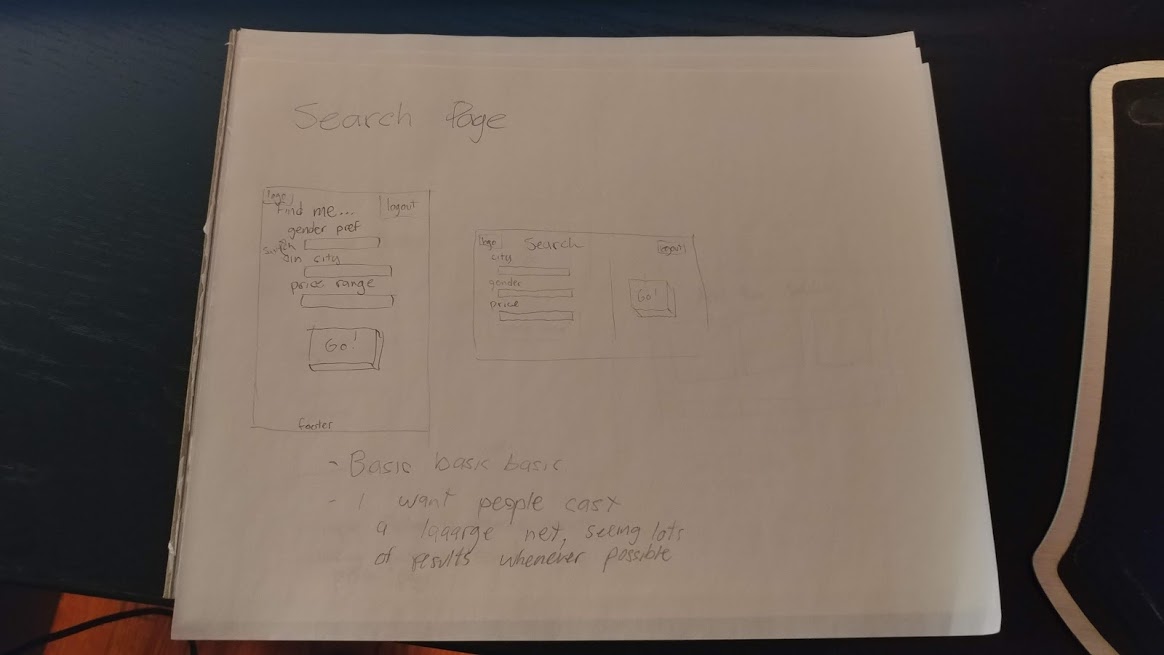 Search Page
logo
Find me...
logout
gender pref
in city
price range
Go!
footer
logo
Search
logout
city
gender
price
Go!
- Basic basic basic
- I want people cast
a laaarge net, seeing lots
of results whenever possible